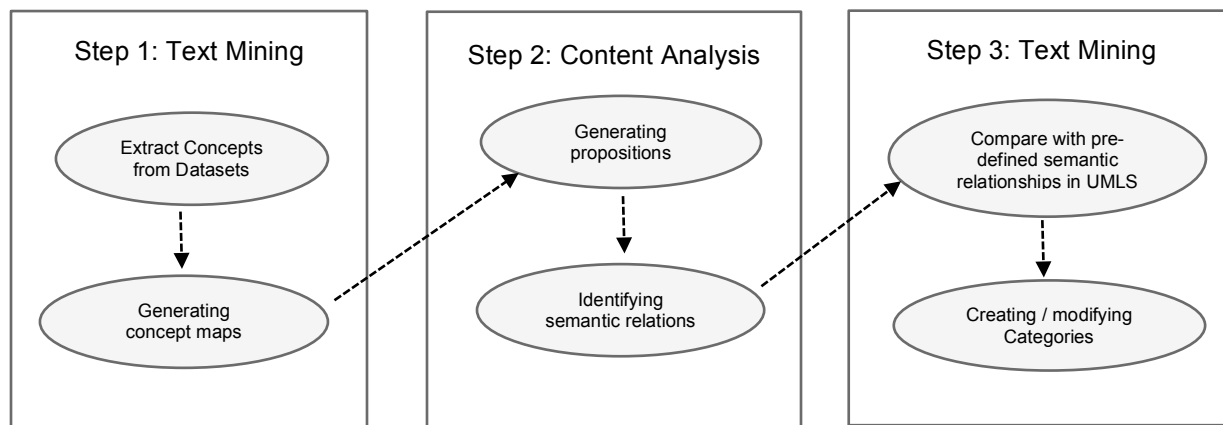 Step 1: Text Mining
Extract Concepts
from Datasets
Generating
concept maps
Step 2: Content Analysis
Generating
propositions
Identifying
semantic relations
Step 3: Text Mining
Compare with pre-
defined semantic
relationships in UMLS
Creating / modifying
Categories